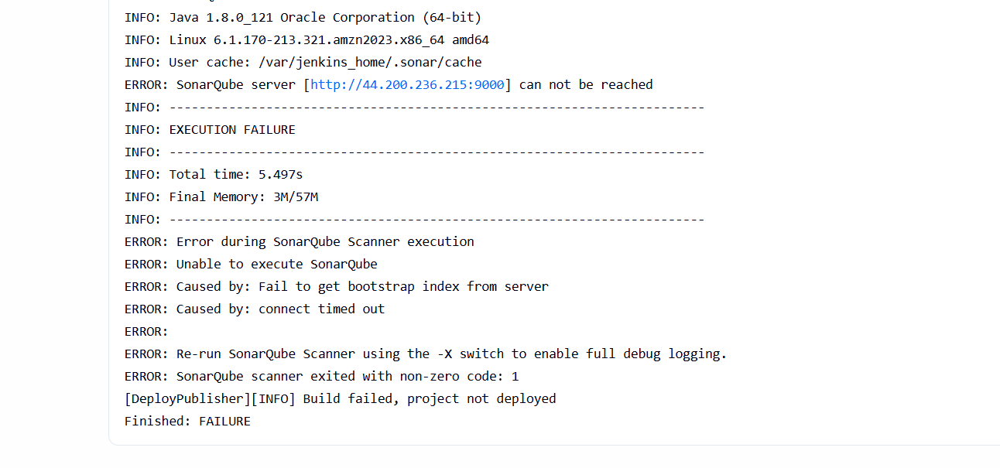 INFO: Java 1.8.0_121 Oracle Corporation (64-bit)
INFO: Linux 6.1.170-213.321.amzn2023.x86_64 amd64
INFO: User cache: /var/jenkins_home/.sonar/cache
ERROR: SonarQube server [http://44.200.236.215:9000] can not be reached
INFO: ------------------------------------------------------------------------
INFO: EXECUTION FAILURE
INFO: ------------------------------------------------------------------------
INFO: Total time: 5.497s
INFO: Final Memory: 3M/57M
INFO: ------------------------------------------------------------------------
ERROR: Error during SonarQube Scanner execution
ERROR: Unable to execute SonarQube
ERROR: Caused by: Fail to get bootstrap index from server
ERROR: Caused by: connect timed out
ERROR:
ERROR: Re-run SonarQube Scanner using the -X switch to enable full debug logging.
ERROR: SonarQube scanner exited with non-zero code: 1
[DeployPublisher][INFO] Build failed, project not deployed
Finished: FAILURE